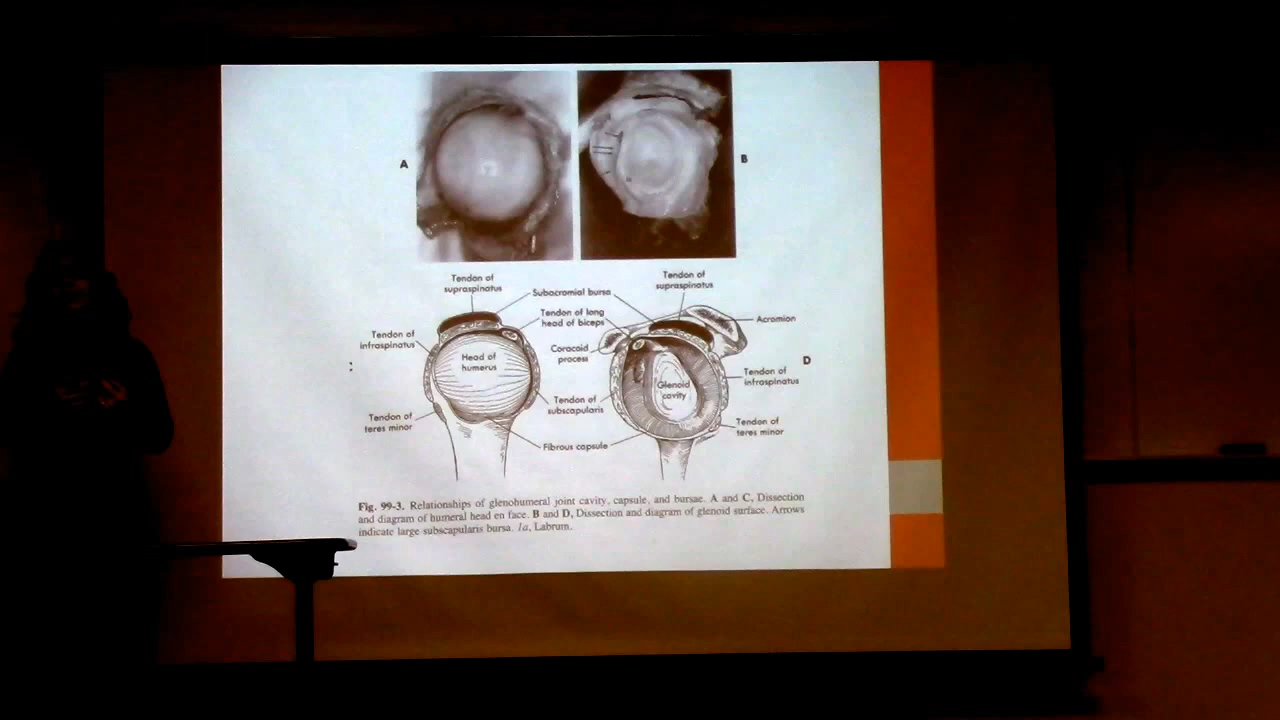 A
B
Tendon of
supraspinatus
Tendon of
supraspinatus
Subacromial bursa
Tendon of long
head of biceps
Acromion
Tendon of
infraspinatus
Coracoid
process
Head of
humerus
:
D
Glenoid
cavity
Tendon of
infraspinatus
Tendon of
subscapularis
Tendon of
teres minor
Tendon of
teres minor
Fibrous capsule
Fig. 99-3. Relationships of glenohumeral joint cavity, capsule, and bursae. A and C, Dissection
and diagram of humeral head en face. B and D, Dissection and diagram of glenoid surface. Arrows
indicate large subscapularis bursa. la, Labrum.